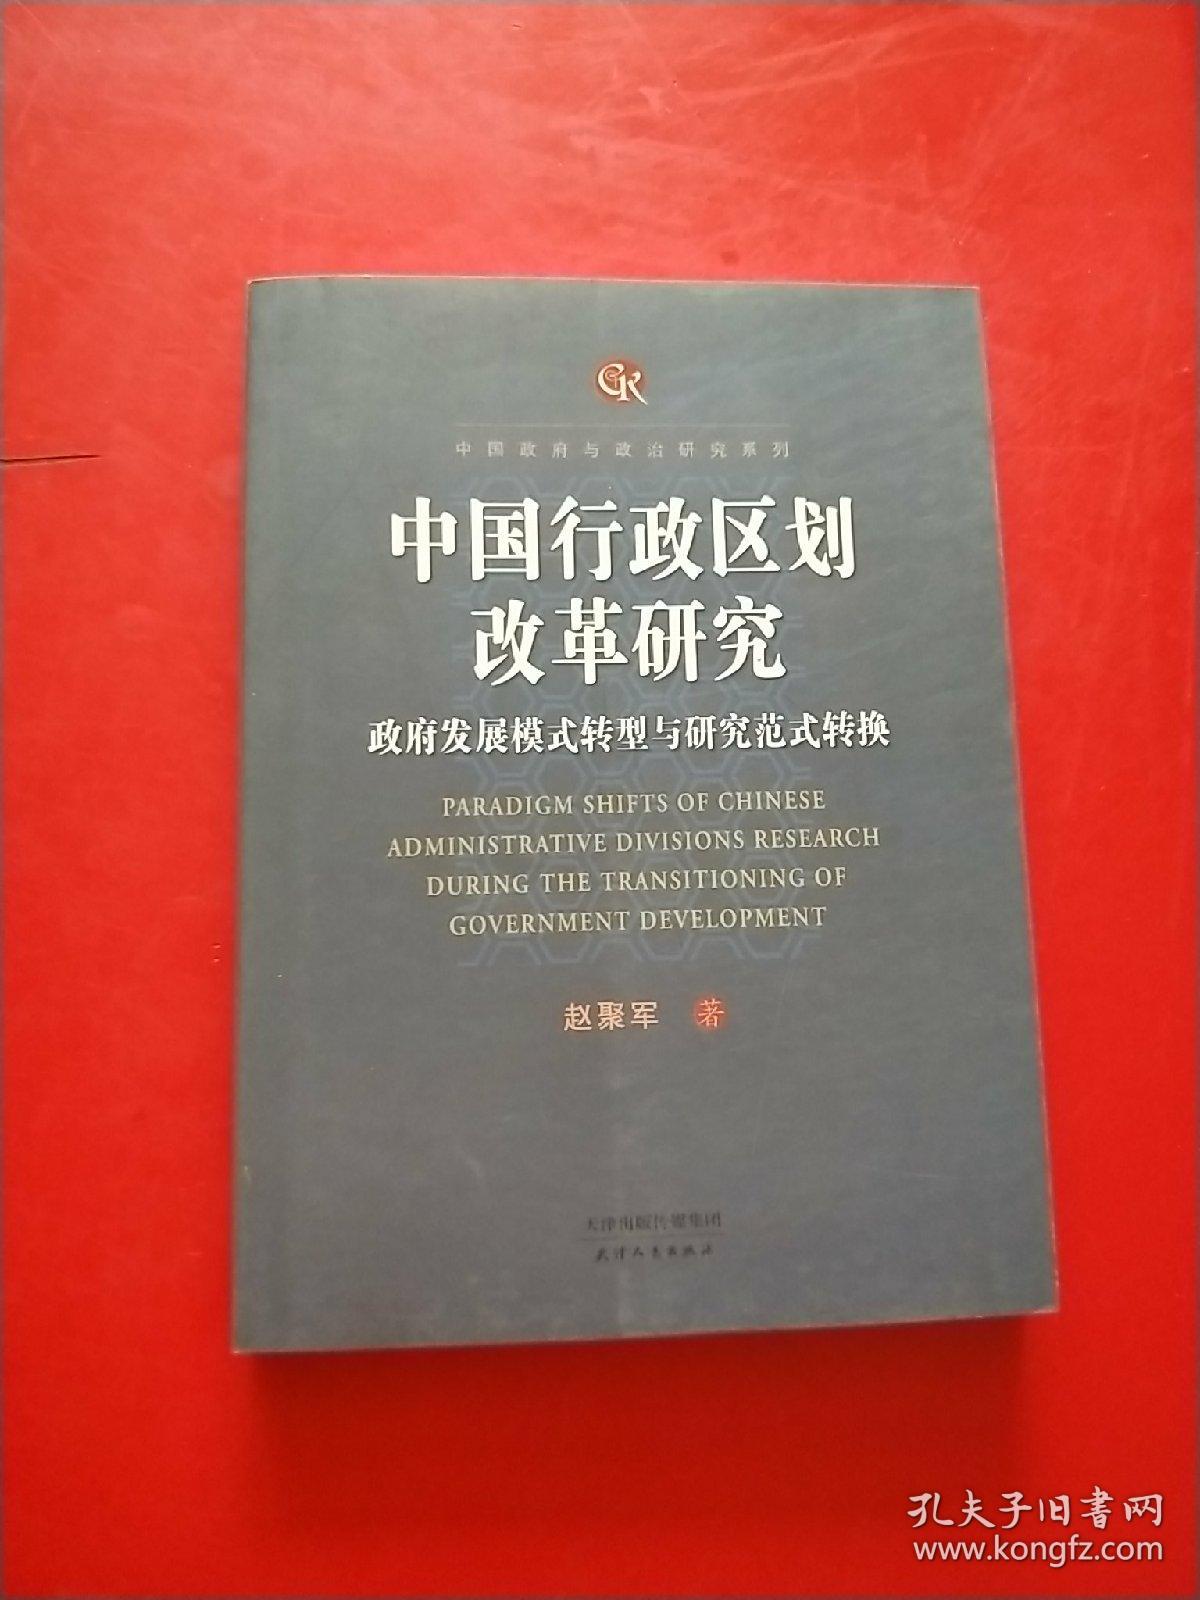 GK
中国政府与政治研究系列
中国行政区划
改革研究
政府发展模式转型与研究范式转换
PARADIGM SHIFTS OF CHINESE
ADMINISTRATIVE DIVISIONS RESEARCH
DURING THE TRANSITIONING OF
GOVERNMENT DEVELOPMENT
赵聚军 著
天津出版传媒集团
天津人民出版社
孔夫子旧书网
www.kongfz.com